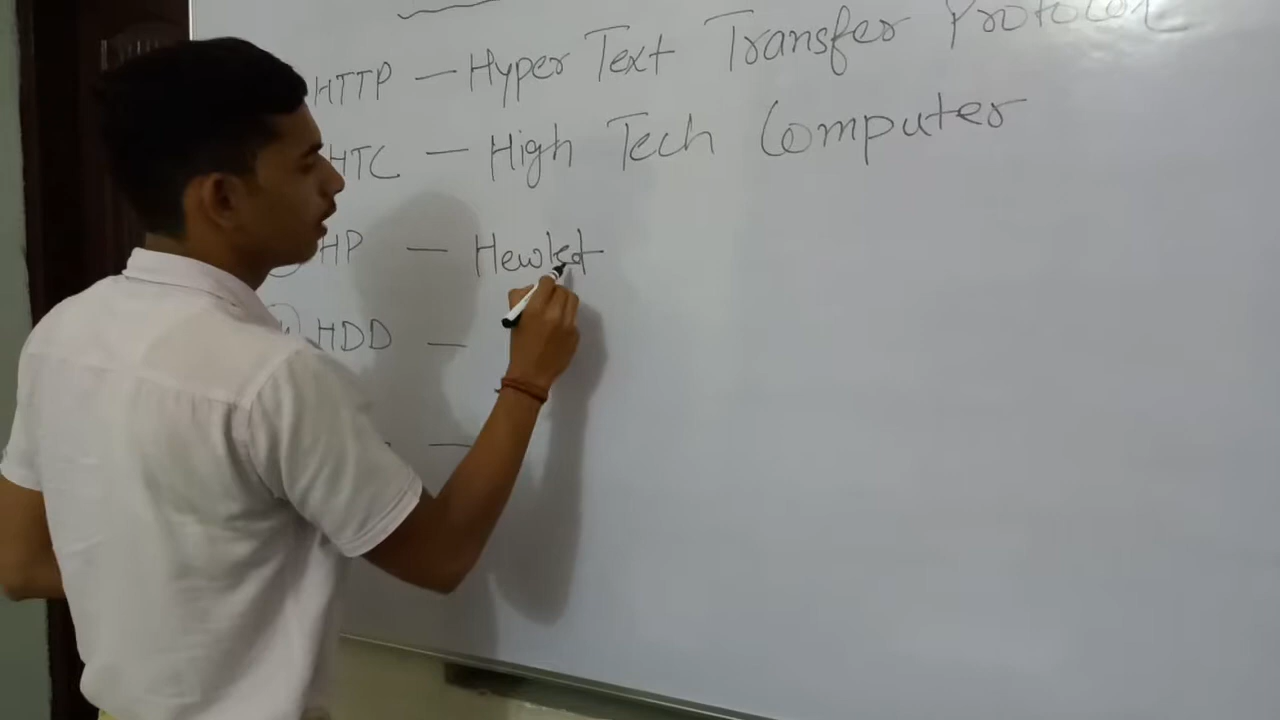 HTTP — Hyper Text Transfer Protocol
HTC — High Tech Computer
HP — Hewlet
HDD —